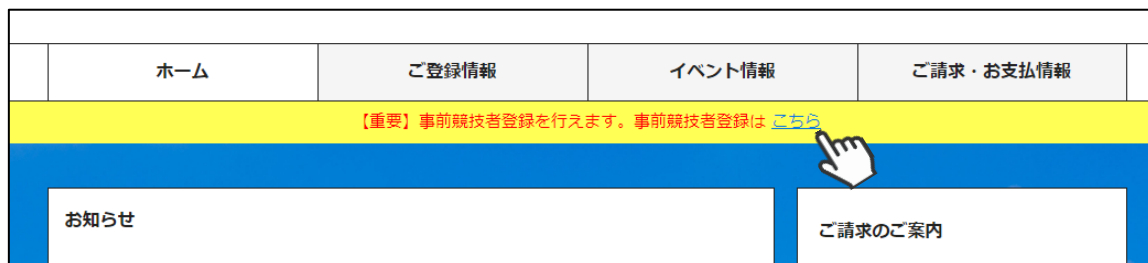 ホーム ご登録情報 イベント情報 ご請求・お支払情報
【重要】事前競技者登録を行えます。事前競技者登録は こちら
お知らせ
ご請求のご案内